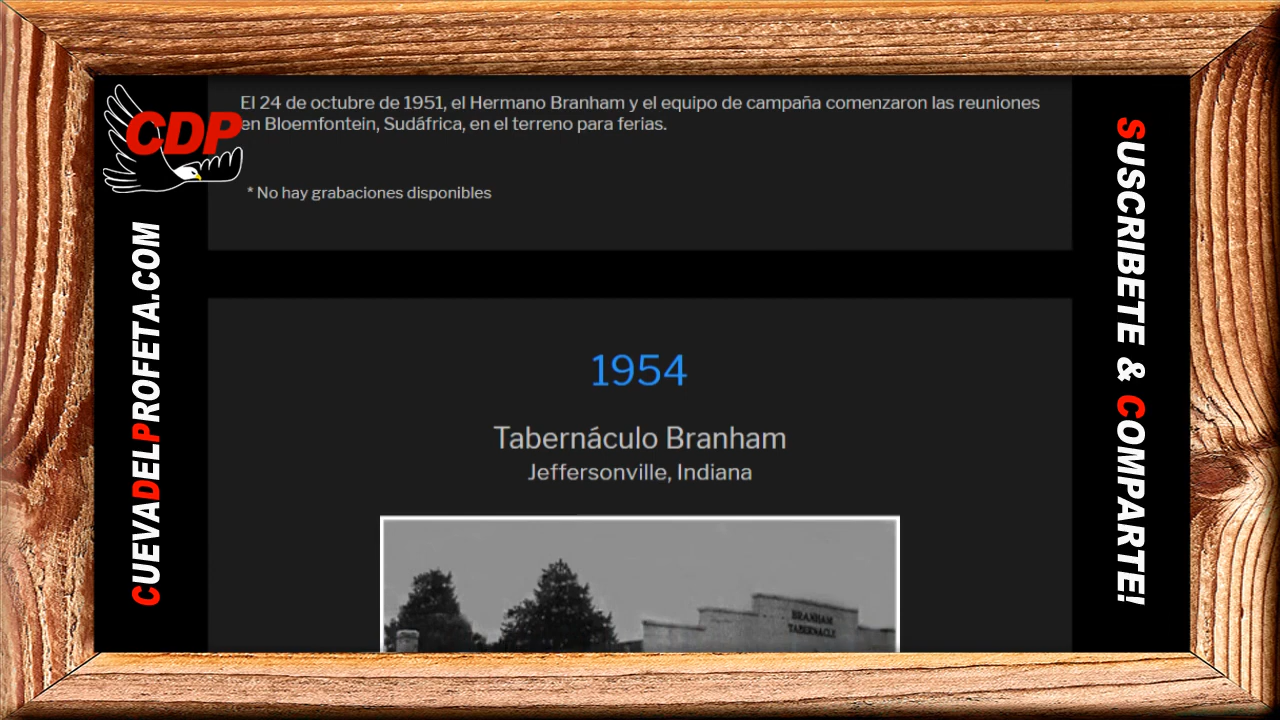 CDP
El 24 de octubre de 1951, el Hermano Branham y el equipo de campaña comenzaron las reuniones
en Bloemfontein, Sudáfrica, en el terreno para ferias.
* No hay grabaciones disponibles
CUEVADELPROFETA.COM
SUSCRIBETE & COMPARTE!
1954
Tabernáculo Branham
Jeffersonville, Indiana
BRANHAM
TABERNACLE